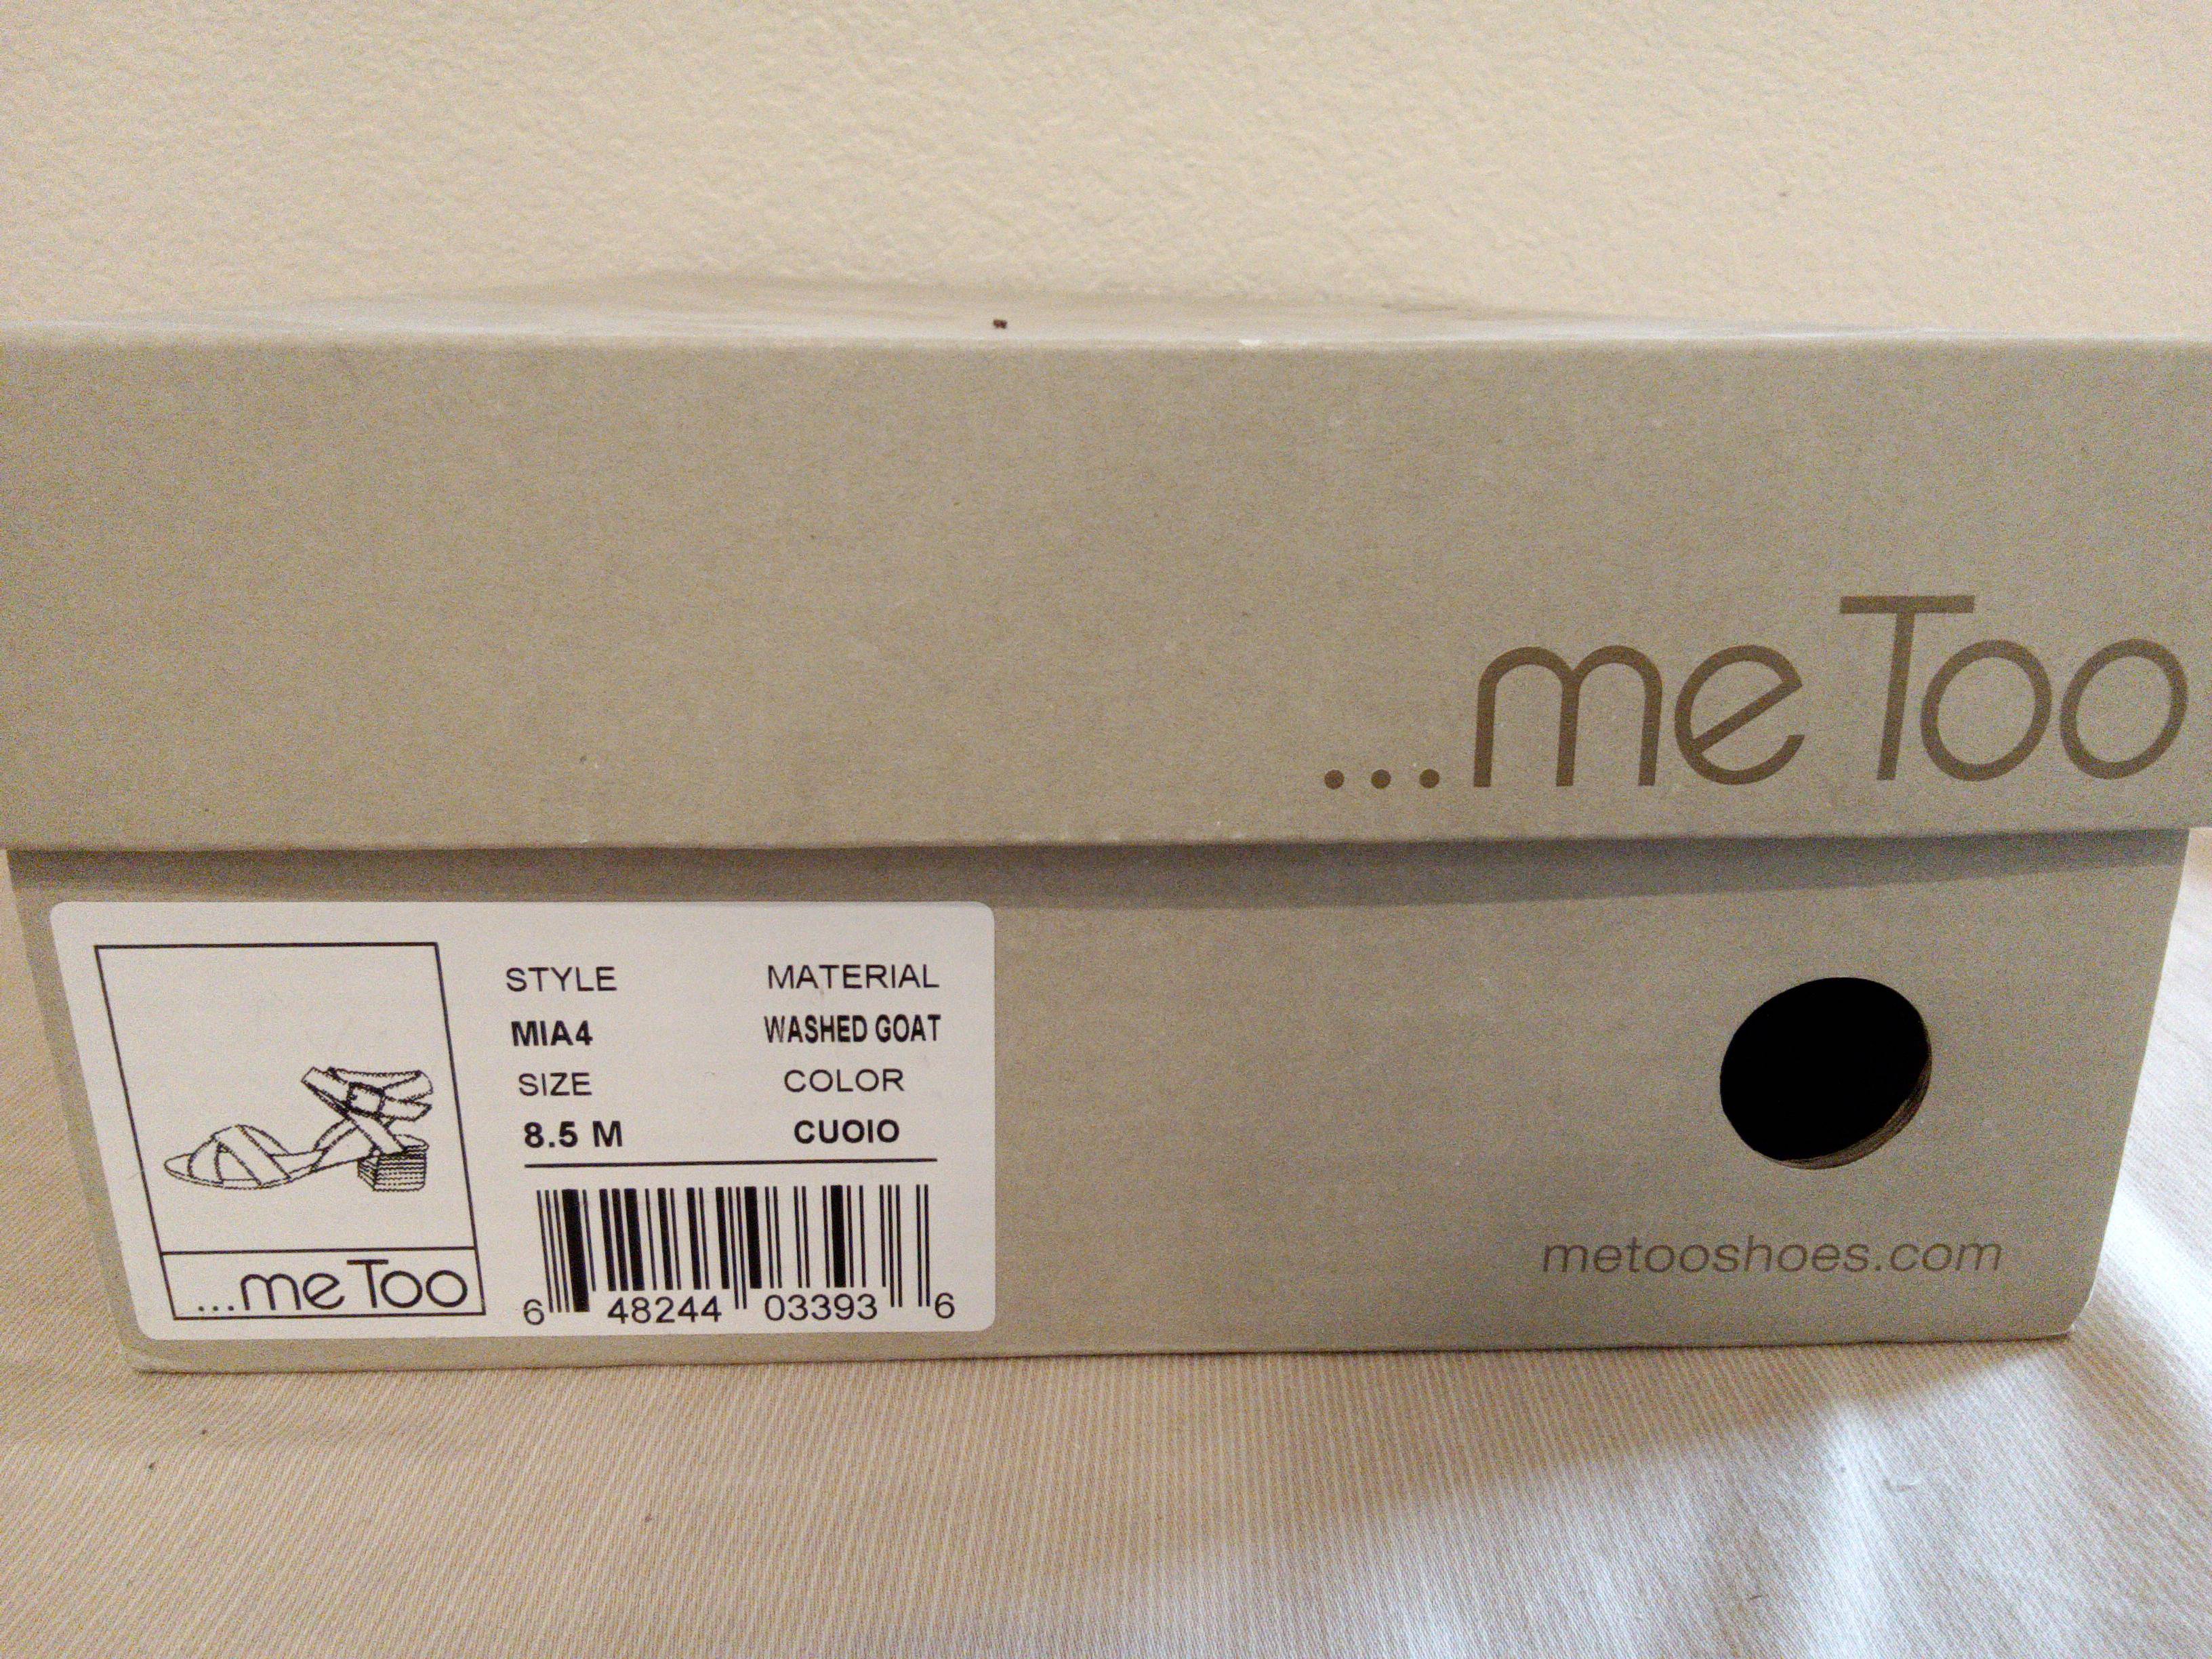 ...me Too
STYLE MATERIAL
MIA4 WASHED GOAT
SIZE COLOR
8.5 M CUOIO
...me Too
6 48244 03393 6
metooshoes.com